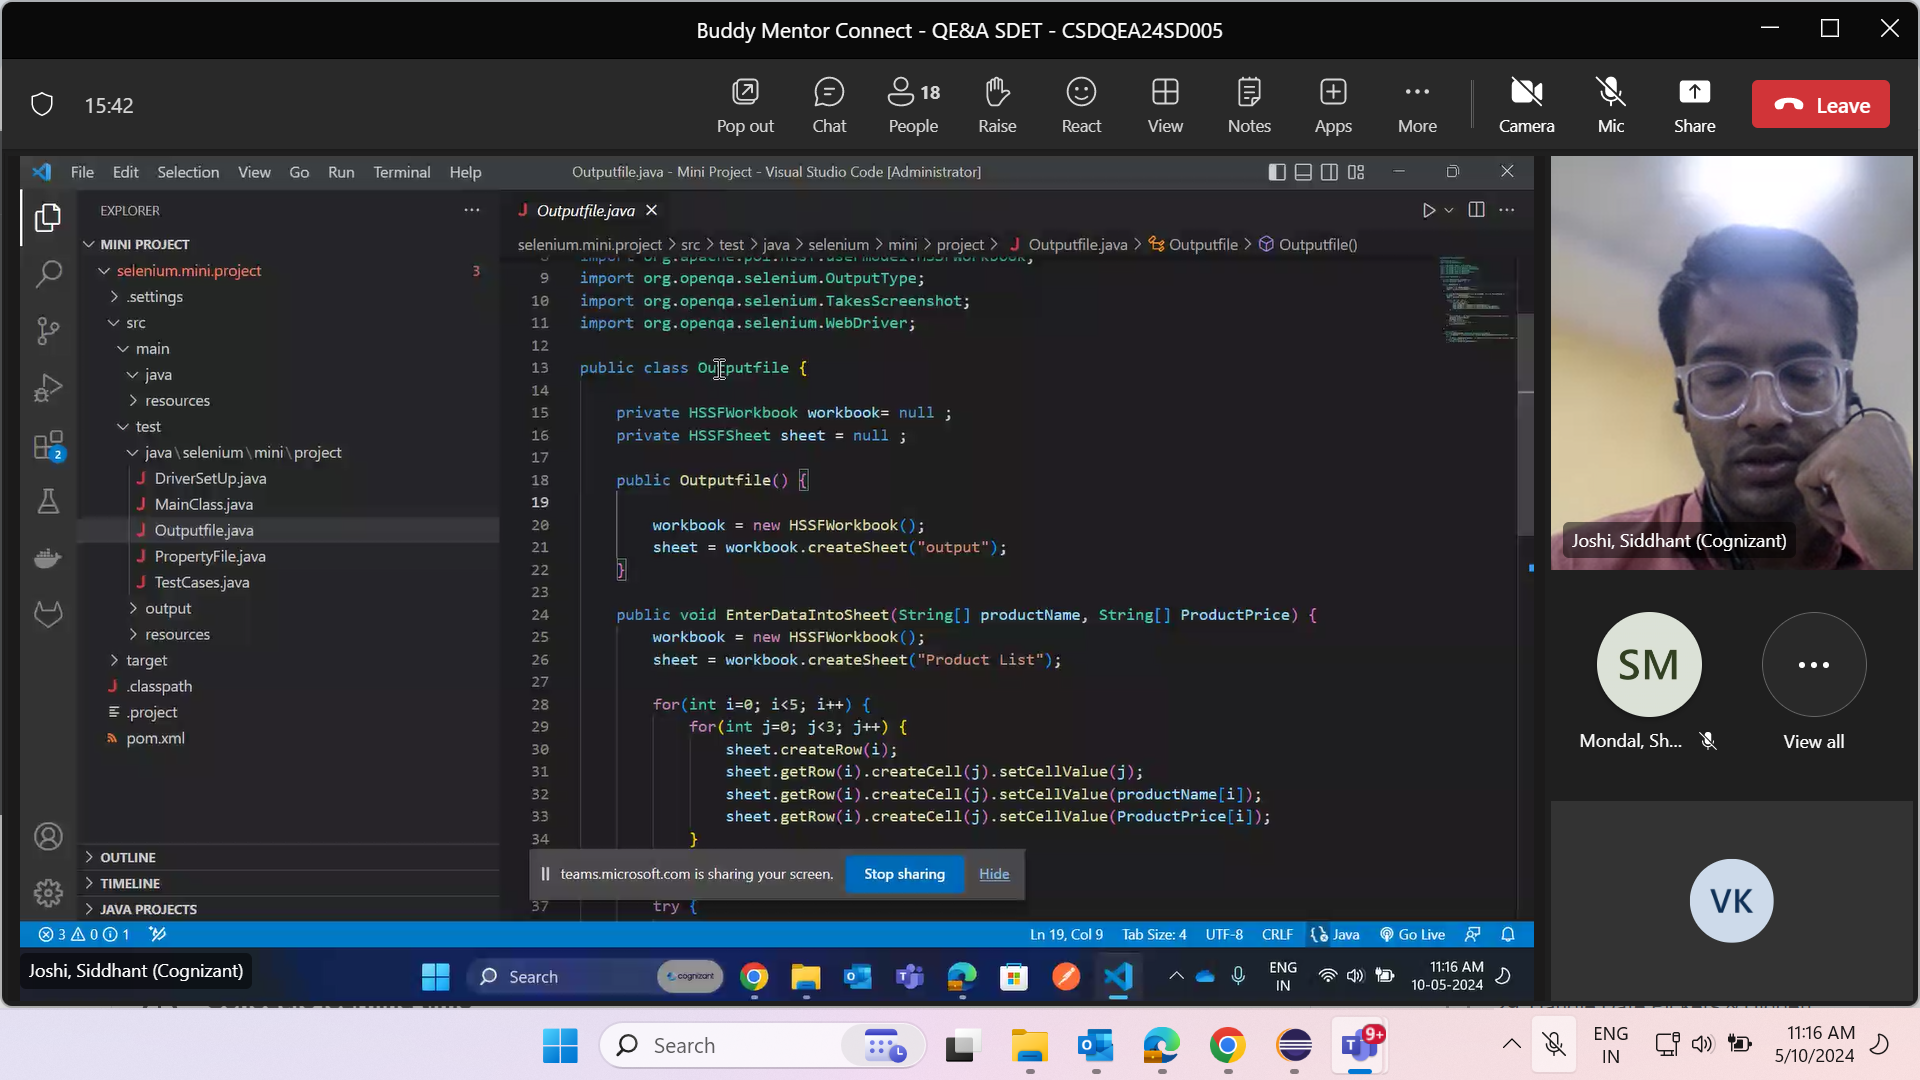 Buddy Mentor Connect - QE&A SDET - CSDQEA24SD005
15:42
Pop out
Chat
18
People
Raise
React
View
Notes
Apps
More
Camera
Mic
Share
Leave
File Edit Selection View Go Run Terminal Help
Outputfile.java - Mini Project - Visual Studio Code [Administrator]
EXPLORER
MINI PROJECT
selenium.mini.project 3
.settings
src
main
java
resources
test
java\selenium\mini\project
DriverSetUp.java
MainClass.java
Outputfile.java
PropertyFile.java
TestCases.java
output
resources
target
.classpath
.project
pom.xml
OUTLINE
TIMELINE
JAVA PROJECTS
2
Outputfile.java
selenium.mini.project > src > test > java > selenium > mini > project > Outputfile.java > Outputfile > Outputfile()
8 import org.apache.poi.hssf.usermodel.HSSFWorkbook;
9 import org.openqa.selenium.OutputType;
10 import org.openqa.selenium.TakesScreenshot;
11 import org.openqa.selenium.WebDriver;
12
13 public class Outputfile {
14
15 private HSSFWorkbook workbook= null ;
16 private HSSFSheet sheet = null ;
17
18 public Outputfile() {
19
20 workbook = new HSSFWorkbook();
21 sheet = workbook.createSheet("output");
22 }
23
24 public void EnterDataIntoSheet(String[] productName, String[] ProductPrice) {
25 workbook = new HSSFWorkbook();
26 sheet = workbook.createSheet("Product List");
27
28 for(int i=0; i<5; i++) {
29 for(int j=0; j<3; j++) {
30 sheet.createRow(i);
31 sheet.getRow(i).createCell(j).setCellValue(j);
32 sheet.getRow(i).createCell(j).setCellValue(productName[i]);
33 sheet.getRow(i).createCell(j).setCellValue(ProductPrice[i]);
34 }
teams.microsoft.com is sharing your screen.
Stop sharing
Hide
37 try {
3 0 1
Ln 19, Col 9 Tab Size: 4 UTF-8 CRLF Java Go Live
Joshi, Siddhant (Cognizant)
Search
cognizant
ENG
IN
11:16 AM
10-05-2024
Joshi, Siddhant (Cognizant)
SM
Mondal, Sh...
View all
VK
Search
9+
ENG
IN
11:16 AM
5/10/2024